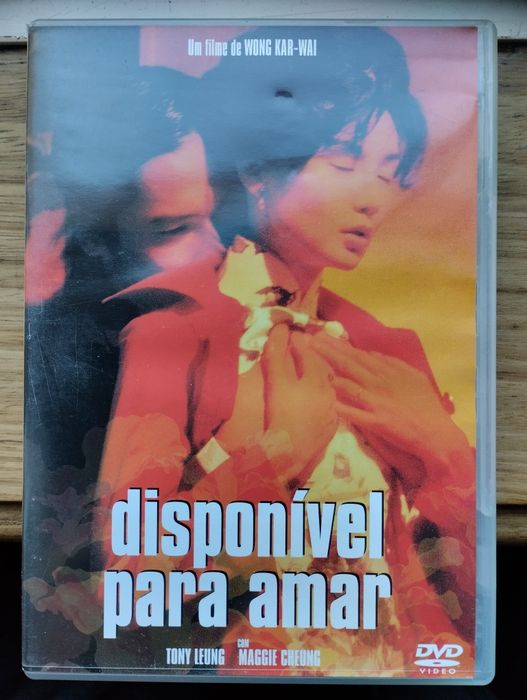 Um filme de WONG KAR-WAI
disponível
para amar
TONY LEUNG com MAGGIE CHEUNG
DVD
VIDEO